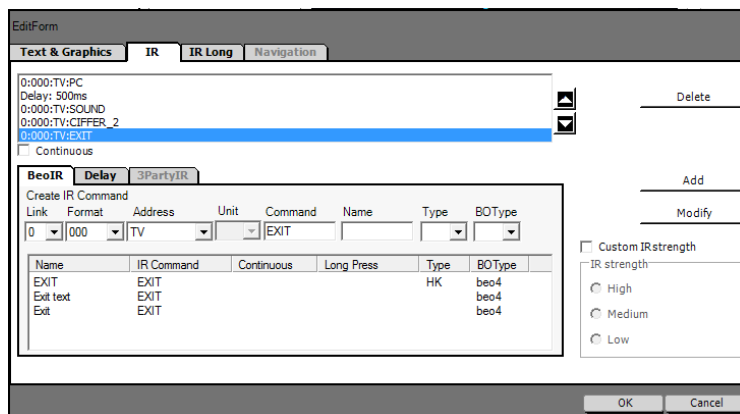 EditForm
Text & Graphics IR IR Long Navigation
0:000:TV:PC
Delay: 500ms
0:000:TV:SOUND
0:000:TV:CIFFER_2
0:000:TV:EXIT
Continuous
Delete
Add
Modify
BeoIR Delay 3PartyIR
Create IR Command
Link Format Address Unit Command Name Type BOType
0 000 TV EXIT
Name IR Command Continuous Long Press Type BOType
EXIT EXIT HK beo4
Exit text EXIT beo4
Exit EXIT beo4
Custom IRstrength
IR strength
High
Medium
Low
OK Cancel